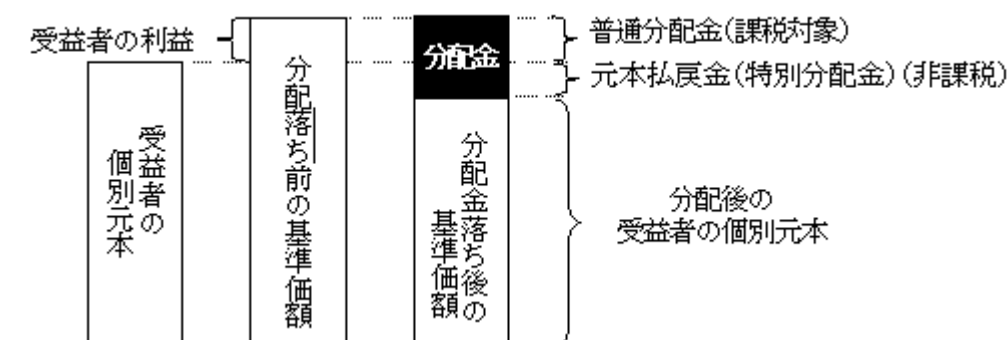 受益者の利益
受益者の
個別元本
分配落ち前の基準価額
分配金
分配金落ち後の
基準価額
普通分配金(課税対象)
元本払戻金(特別分配金)(非課税)
分配後の
受益者の個別元本